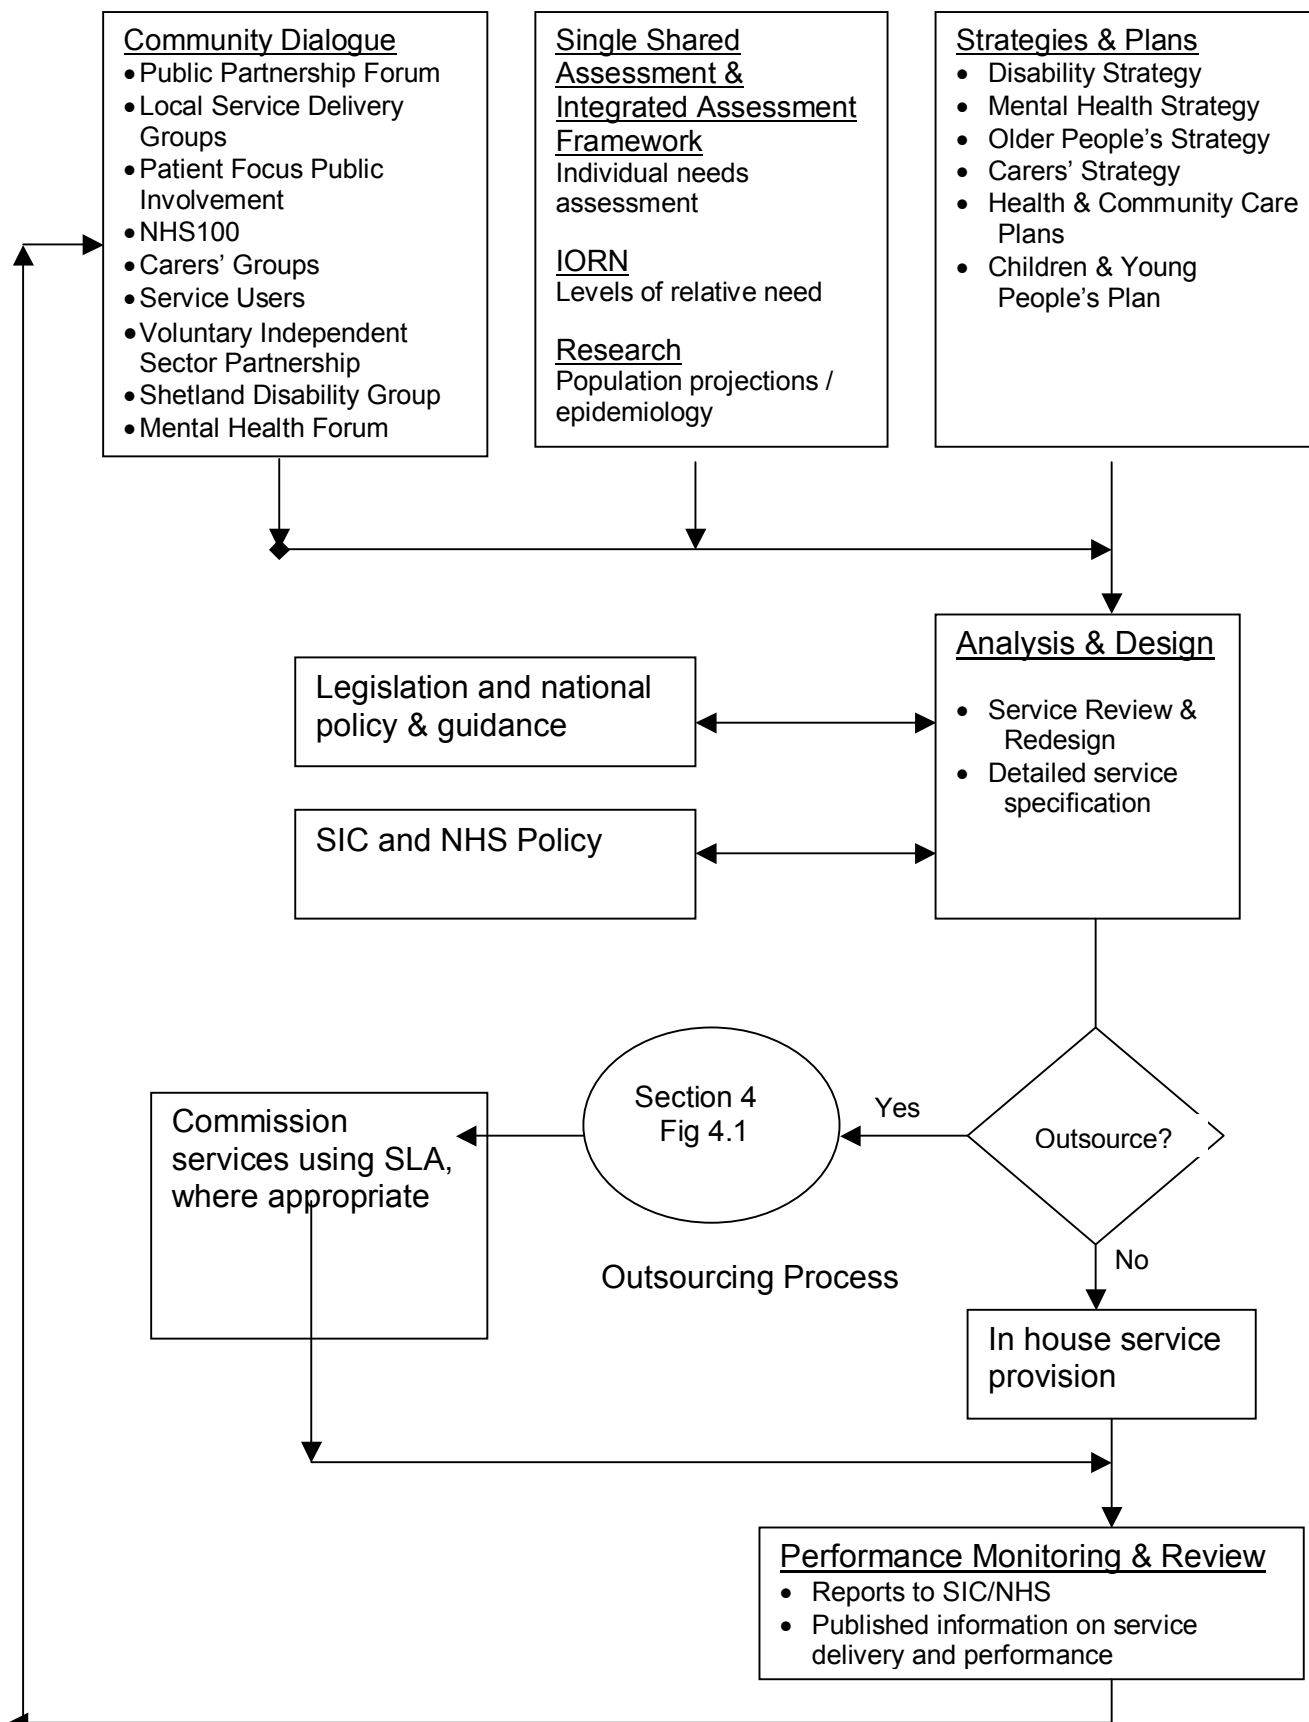 Community Dialogue
• Public Partnership Forum
• Local Service Delivery
Groups
• Patient Focus Public
Involvement
• NHS100
• Carers’ Groups
• Service Users
• Voluntary Independent
Sector Partnership
• Shetland Disability Group
• Mental Health Forum
Single Shared
Assessment &
Integrated Assessment
Framework
Individual needs
assessment
IORN
Levels of relative need
Research
Population projections /
epidemiology
Strategies & Plans
• Disability Strategy
• Mental Health Strategy
• Older People’s Strategy
• Carers’ Strategy
• Health & Community Care
Plans
• Children & Young
People’s Plan
Legislation and national
policy & guidance
SIC and NHS Policy
Analysis & Design
• Service Review &
Redesign
• Detailed service
specification
Outsource?
Yes
No
Section 4
Fig 4.1
Outsourcing Process
Commission
services using SLA,
where appropriate
In house service
provision
Performance Monitoring & Review
• Reports to SIC/NHS
• Published information on service
delivery and performance